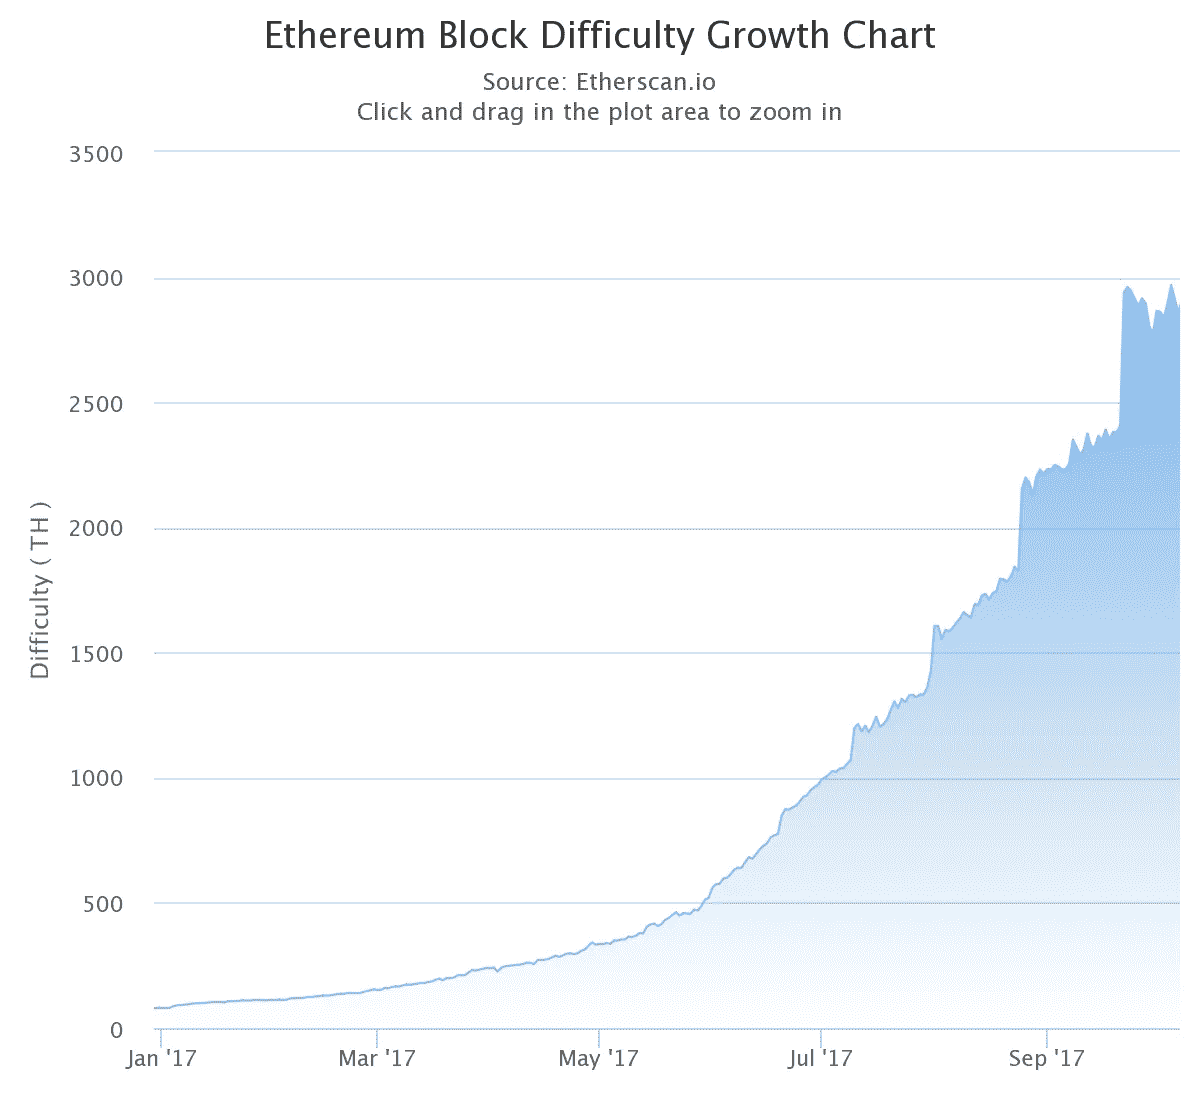 Ethereum Block Difficulty Growth Chart
Source: Etherscan.io
Click and drag in the plot area to zoom in
3500
3000
2500
2000
1500
1000
500
0
Difficulty ( TH )
Jan '17
Mar '17
May '17
Jul '17
Sep '17